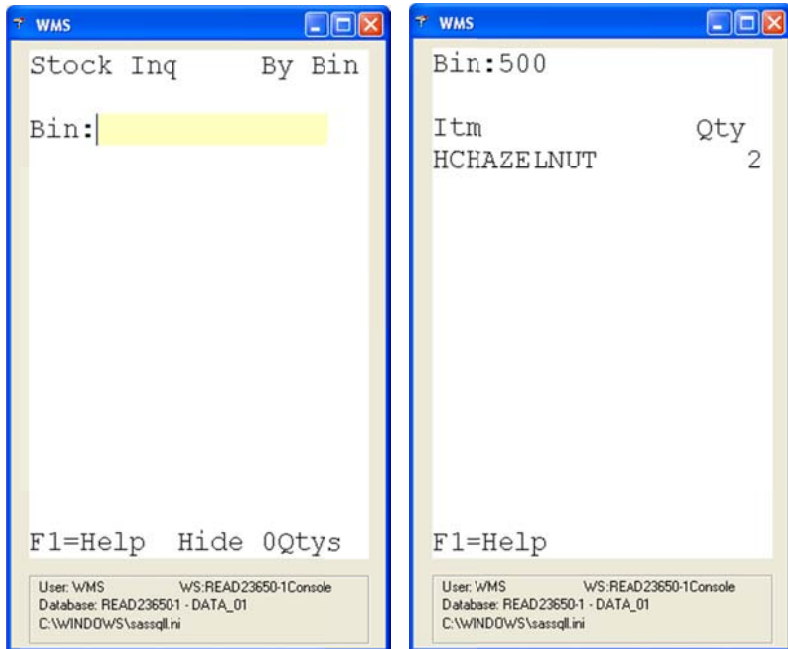 WMS
Stock Inq By Bin
Bin:
F1=Help Hide 0Qtys
User: WMS WS:READ23650-1Console
Database: READ236501 - DATA_01
C:\WINDOWS\sassqll.ni
WMS
Bin:500
Itm Qty
HCHAZELNUT 2
F1=Help
User: WMS WS:READ23650-1Console
Database: READ23650-1 - DATA_01
C:\WINDOWS\sassqll.ini